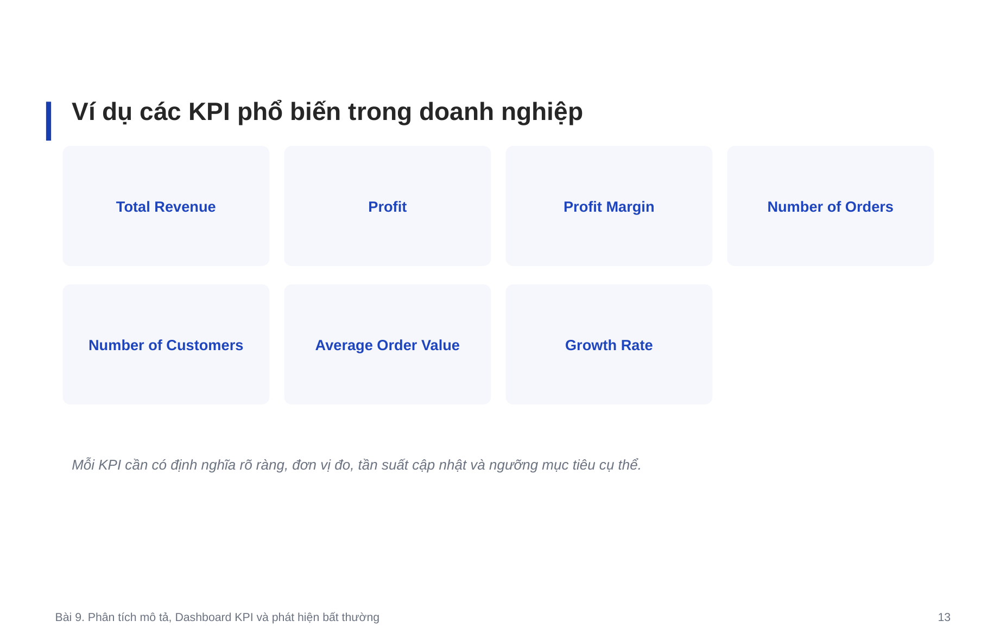 Ví dụ các KPI phổ biến trong doanh nghiệp
Total Revenue
Profit
Profit Margin
Number of Orders
Number of Customers
Average Order Value
Growth Rate
Mỗi KPI cần có định nghĩa rõ ràng, đơn vị đo, tần suất cập nhật và ngưỡng mục tiêu cụ thể.
Bài 9. Phân tích mô tả, Dashboard KPI và phát hiện bất thường
13